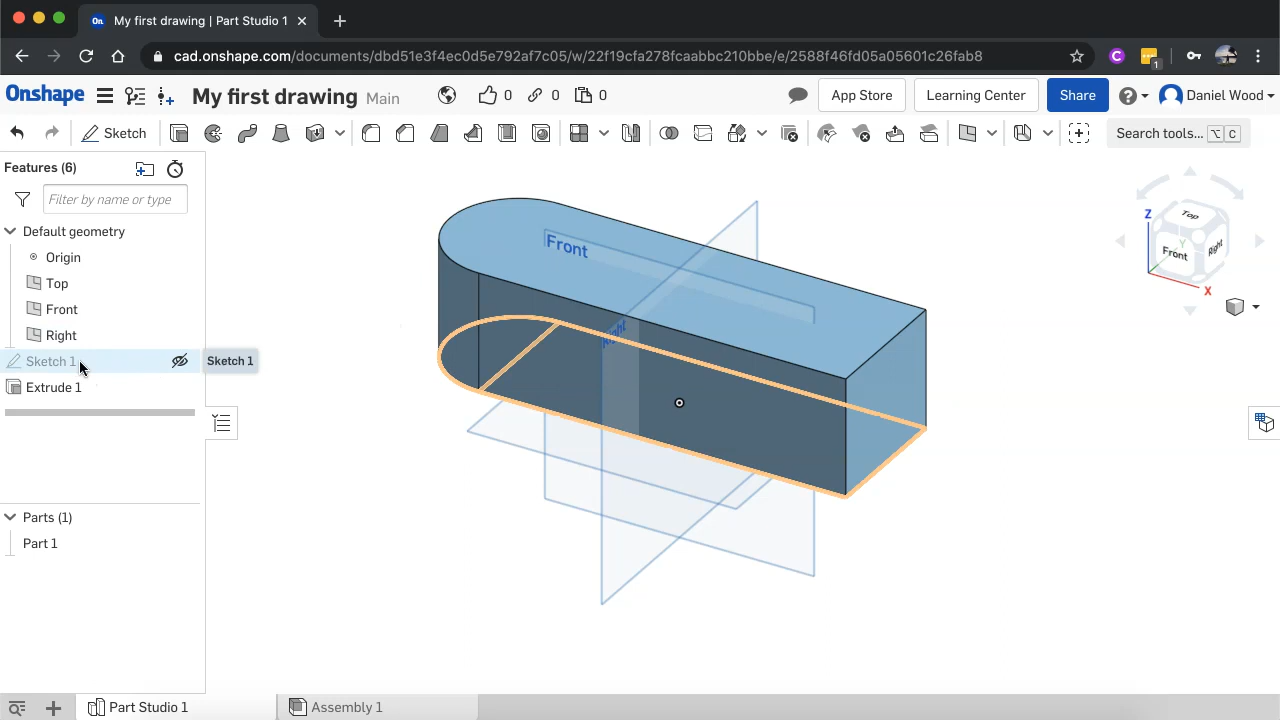 On My first drawing | Part Studio 1
cad.onshape.com/documents/dbd51e3f4ec0d5e792af7c05/w/22f19cfa278fcaabbc210bbe/e/2588f46fd05a05601c26fab8
C 1
Onshape My first drawing Main 0 0 0 App Store Learning Center Share Daniel Wood
Sketch Search tools... C
Features (6)
Filter by name or type
Default geometry
Origin
Top
Front
Right
Sketch 1 Sketch 1
Extrude 1
Parts (1)
Part 1
Front
Right
Z Top Front Right Y X
Part Studio 1 Assembly 1